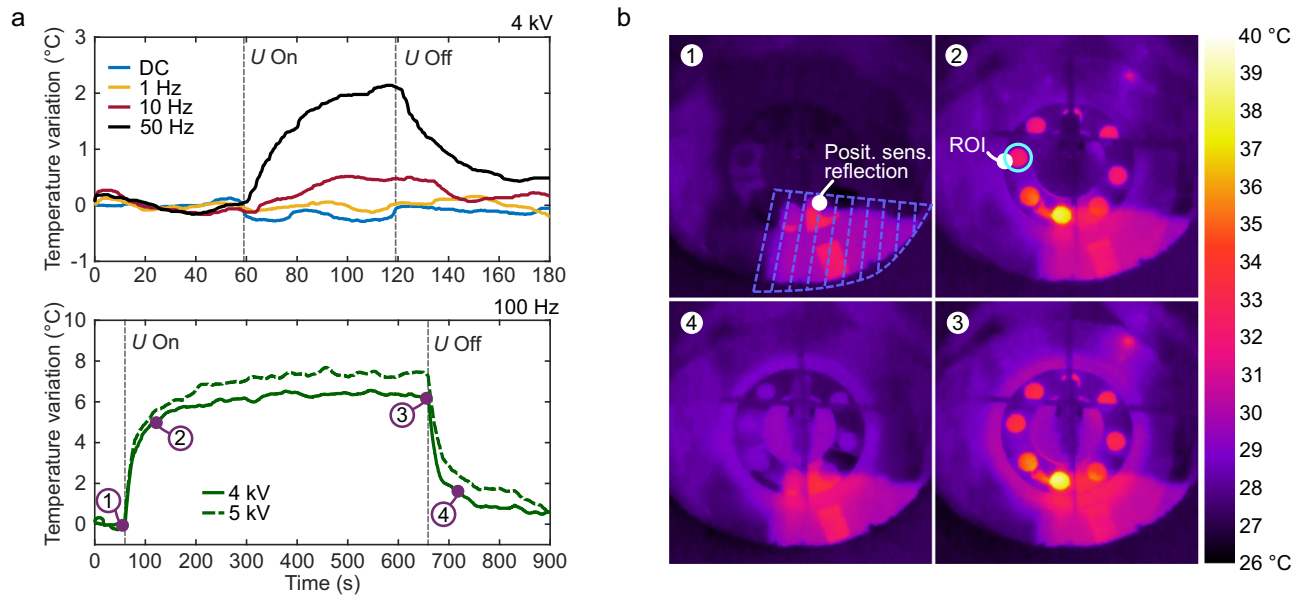 a
4 kV
Temperature variation (°C)
3
2
1
0
-1
DC
1 Hz
10 Hz
50 Hz
U On
U Off
0 20 40 60 80 100 120 140 160 180
100 Hz
Temperature variation (°C)
10
8
6
4
2
0
U On
U Off
1
2
3
4
4 kV
5 kV
0 100 200 300 400 500 600 700 800 900
Time (s)
b
1
Posit. sens.
reflection
2
ROI
4
3
40 °C
39
38
37
36
35
34
33
32
31
30
29
28
27
26 °C